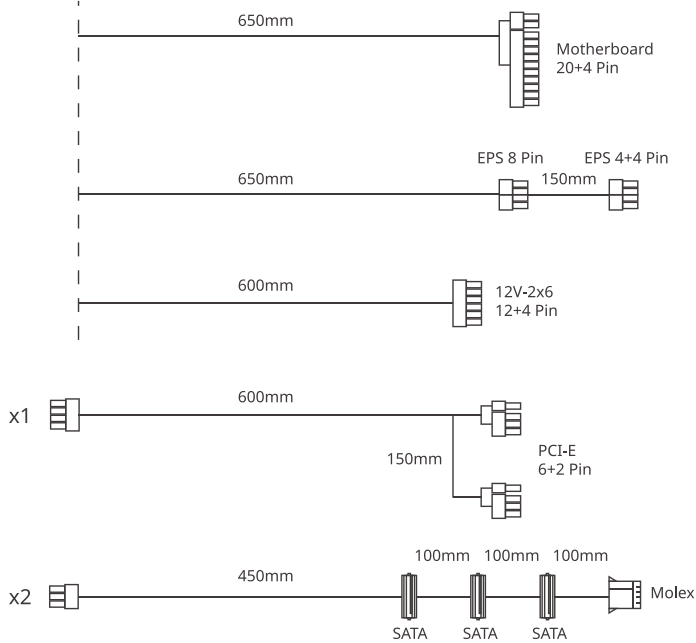 650mm
Motherboard
20+4 Pin
EPS 8 Pin
EPS 4+4 Pin
650mm
150mm
600mm
12V-2x6
12+4 Pin
x1
600mm
150mm
PCI-E
6+2 Pin
x2
450mm
100mm
100mm
100mm
Molex
SATA
SATA
SATA